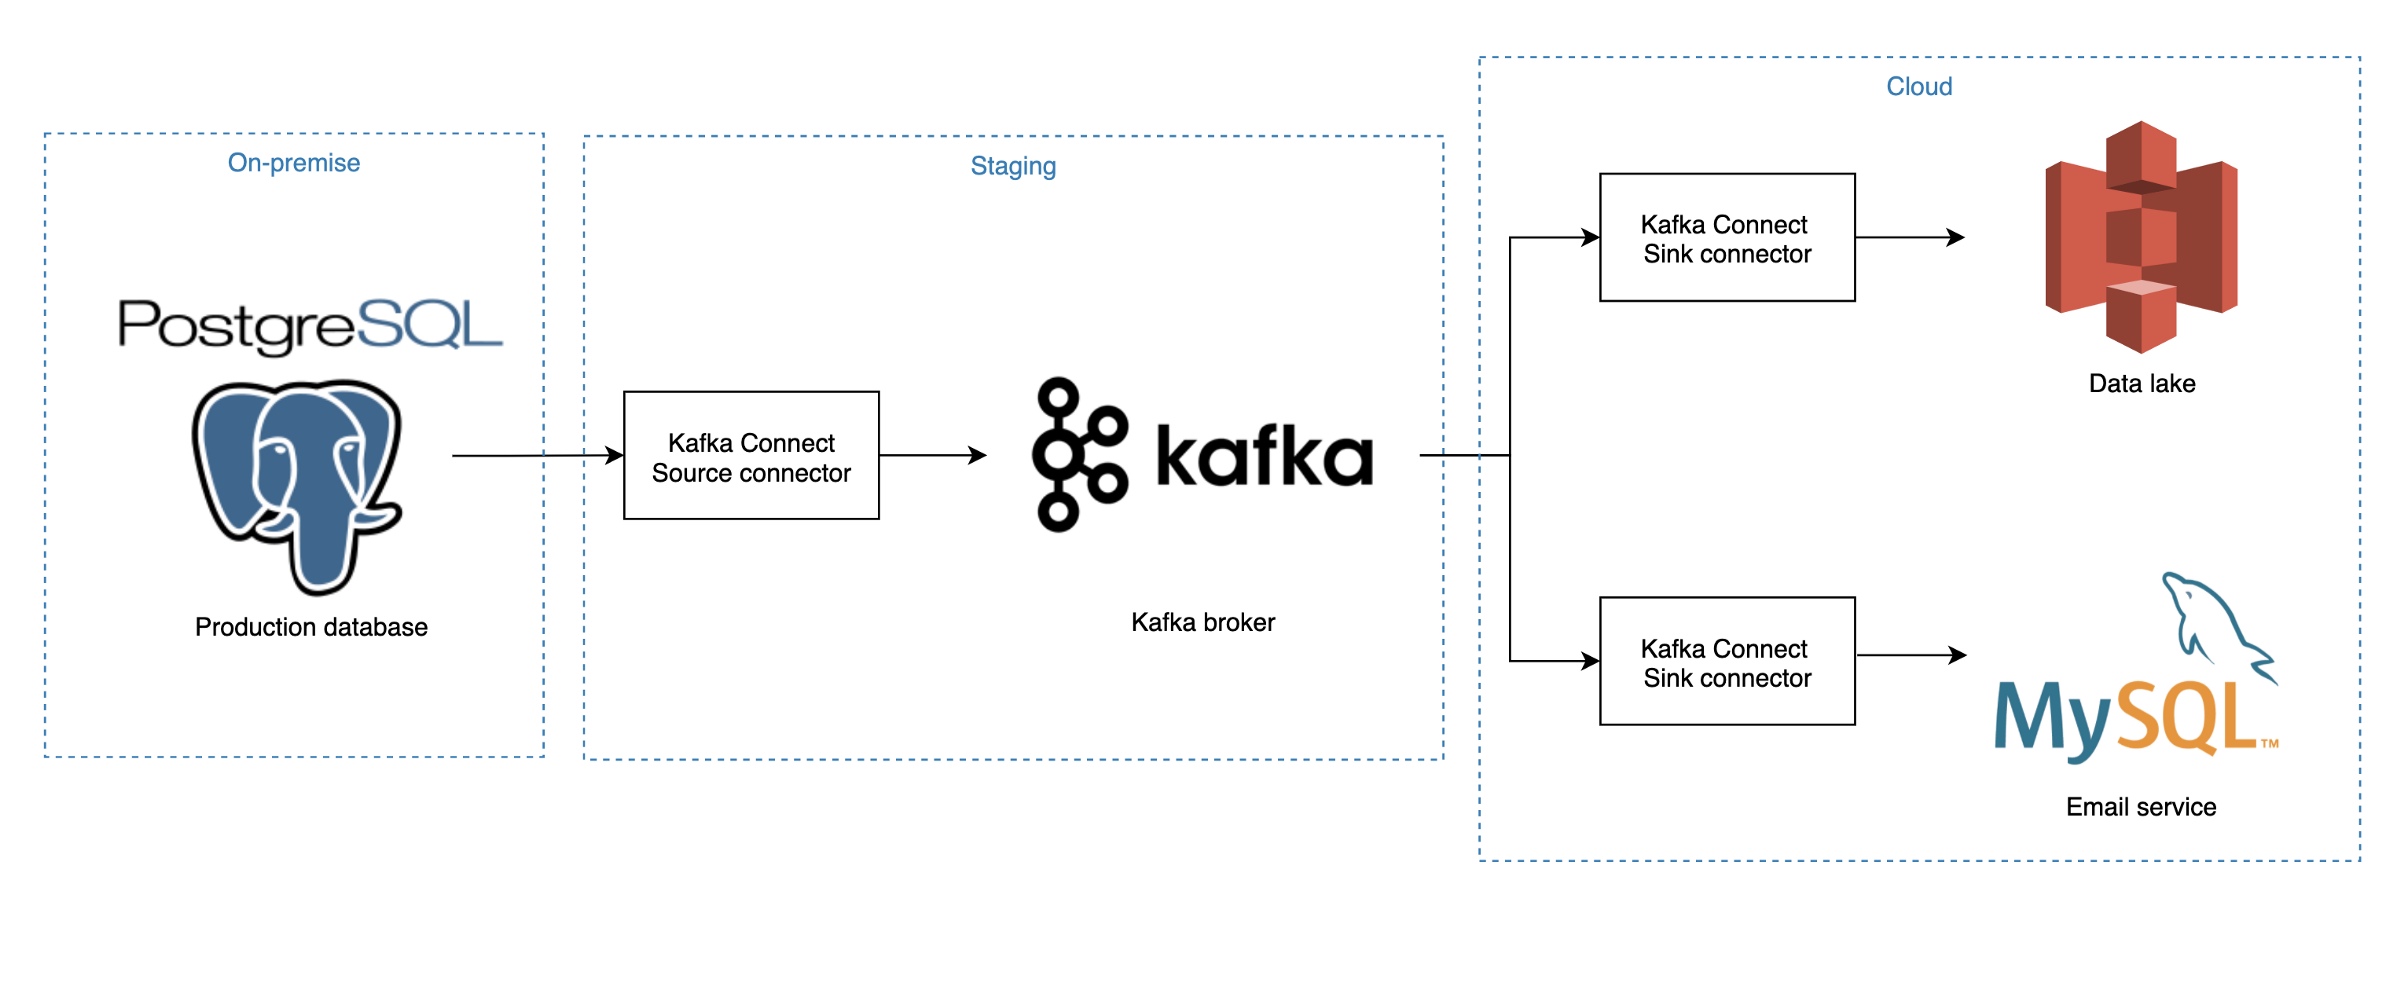 On-premise
PostgreSQL
Production database
Staging
Kafka Connect
Source connector
kafka
Kafka broker
Cloud
Kafka Connect
Sink connector
Data lake
Kafka Connect
Sink connector
MySQL™
Email service